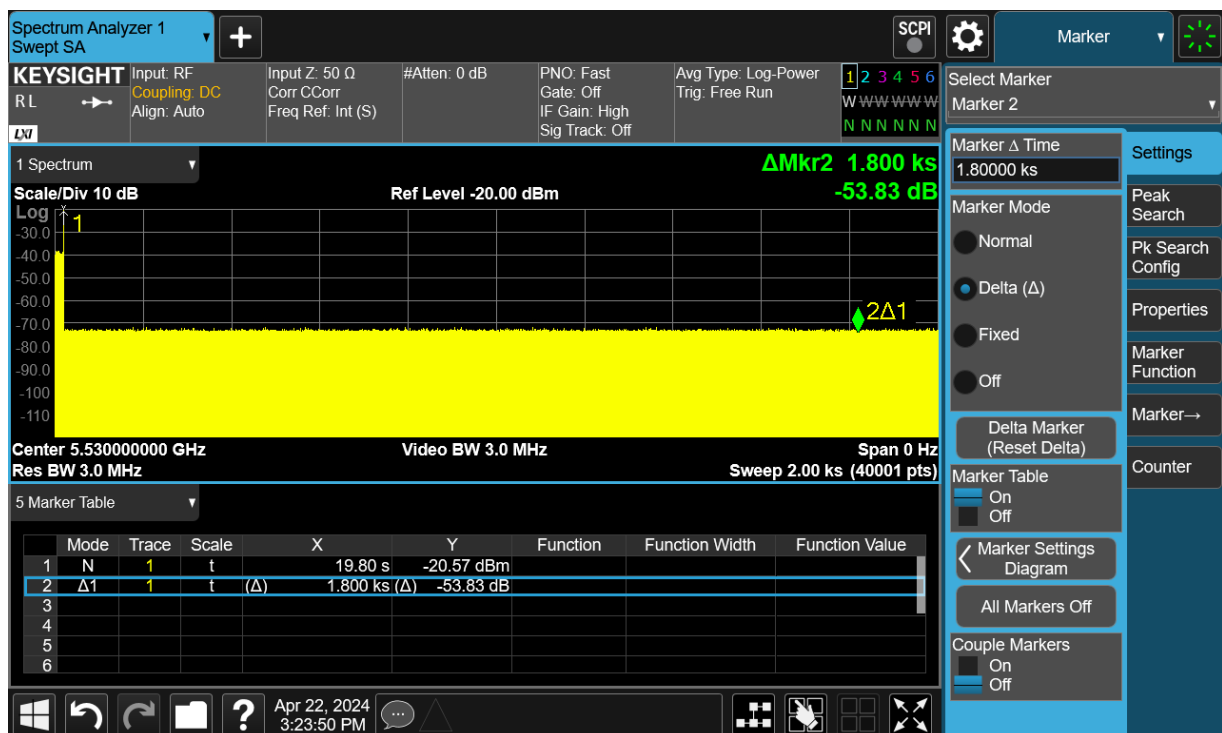 Spectrum Analyzer 1
Swept SA
SCPI
Marker
KEYSIGHT
R L
LXI
Input: RF
Coupling: DC
Align: Auto
Input Z: 50 Ω
Corr CCorr
Freq Ref: Int (S)
#Atten: 0 dB
PNO: Fast
Gate: Off
IF Gain: High
Sig Track: Off
Avg Type: Log-Power
Trig: Free Run
1 2 3 4 5 6
W W W W W W
N N N N N N
Select Marker
Marker 2
1 Spectrum
ΔMkr2 1.800 ks
-53.83 dB
Scale/Div 10 dB
Ref Level -20.00 dBm
Log
1
-30.0
-40.0
-50.0
-60.0
-70.0
-80.0
-90.0
-100
-110
2Δ1
Center 5.530000000 GHz
Video BW 3.0 MHz
Span 0 Hz
Res BW 3.0 MHz
Sweep 2.00 ks (40001 pts)
5 Marker Table
Mode Trace Scale X Y Function Function Width Function Value
1 N 1 t 19.80 s -20.57 dBm
2 Δ1 1 t (Δ) 1.800 ks (Δ) -53.83 dB
3
4
5
6
Marker Δ Time
1.80000 ks
Marker Mode
Normal
Delta (Δ)
Fixed
Off
Delta Marker
(Reset Delta)
Marker Table
On
Off
Marker Settings
Diagram
All Markers Off
Couple Markers
On
Off
Settings
Peak
Search
Pk Search
Config
Properties
Marker
Function
Marker→
Counter
?
Apr 22, 2024
3:23:50 PM